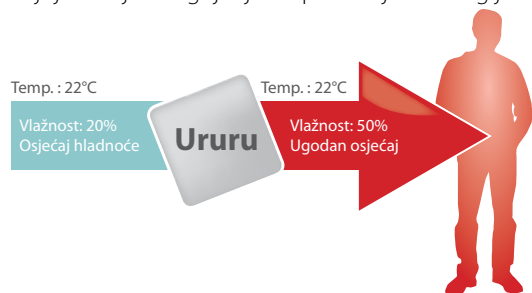 Temp. : 22°C
Vlažnost: 20%
Osjećaj hladnoće
Ururu
Temp. : 22°C
Vlažnost: 50%
Ugodan osjećaj